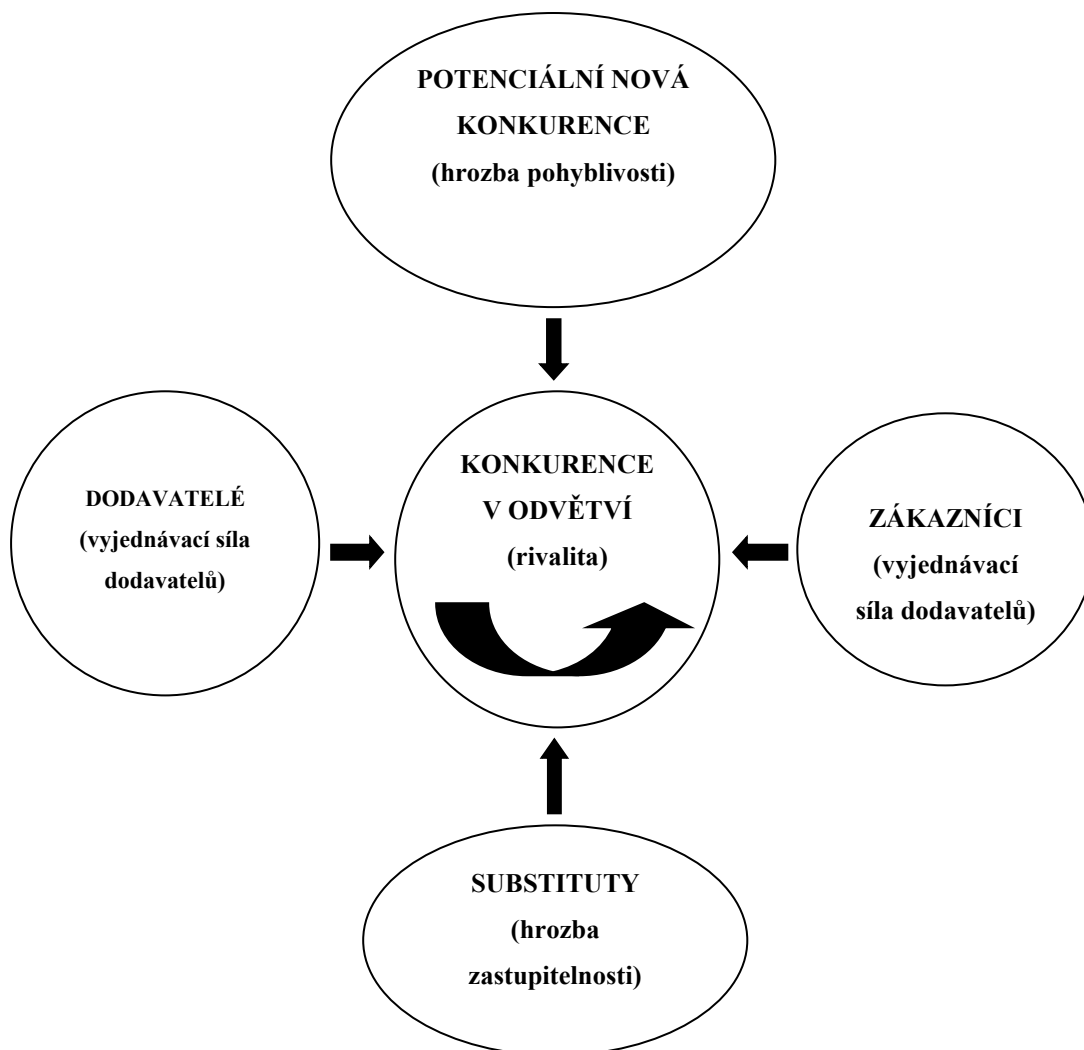 POTENCIÁLNÍ NOVÁ
KONKURENCE
(hrozba pohyblivosti)
DODAVATELÉ
(vyjednávací síla
dodavatelů)
KONKURENCE
V ODVĚTVÍ
(rivalita)
ZÁKAZNÍCI
(vyjednávací
síla dodavatelů)
SUBSTITUTY
(hrozba
zastupitelnosti)